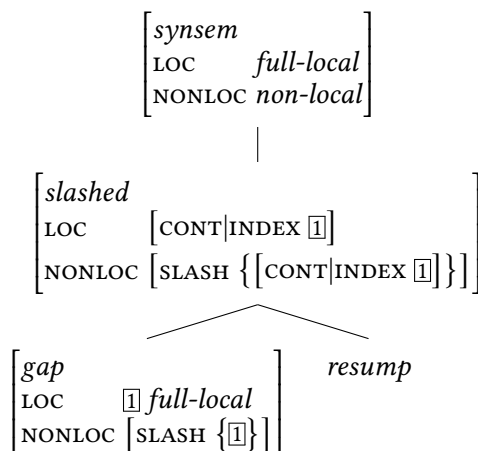 synsem
LOC full-local
NONLOC non-local
slashed
LOC [CONT|INDEX 1]
NONLOC [SLASH {[CONT|INDEX 1]}]
gap resump
LOC 1 full-local
NONLOC [SLASH {1}]